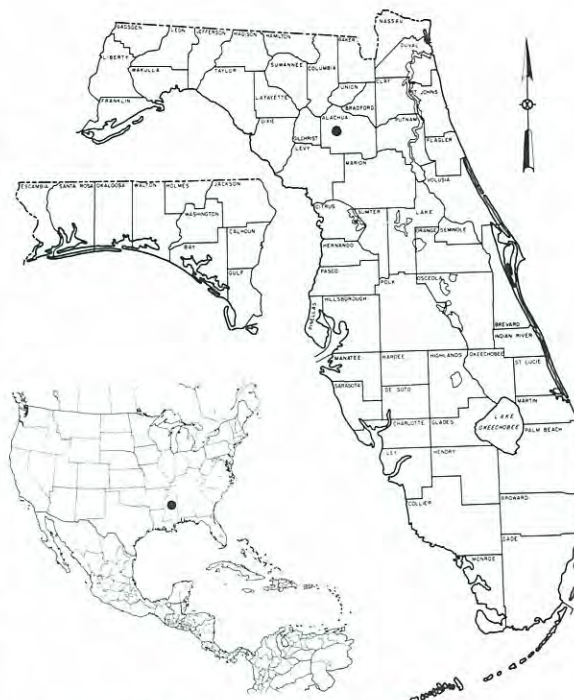 NASSAU
GADSDEN
LEON
JEFFERSON
MADISON
HAMILTON
BAKER
DUVAL
LIBERTY
WAKULLA
TAYLOR
SUWANNEE
COLUMBIA
UNION
CLAY
ST JOHNS
FRANKLIN
LAFAYETTE
BRADFORD
PUTNAM
DIXIE
GILCHRIST
ALACHUA
FLAGLER
LEVY
MARION
VOLUSIA
ESCAMBIA
SANTA ROSA
OKALOOSA
WALTON
HOLMES
JACKSON
WASHINGTON
BAY
CALHOUN
GULF
CITRUS
SUMTER
LAKE
ORANGE
SEMINOLE
HERNANDO
PASCO
POLK
OSCEOLA
PINELLAS
HILLSBOROUGH
BREVARD
INDIAN RIVER
MANATEE
HARDEE
HIGHLANDS
OKEECHOBEE
ST LUCIE
SARASOTA
DE SOTO
MARTIN
CHARLOTTE
GLADES
LAKE
OKEECHOBEE
PALM BEACH
LEE
HENDRY
COLLIER
BROWARD
DADE
MONROE